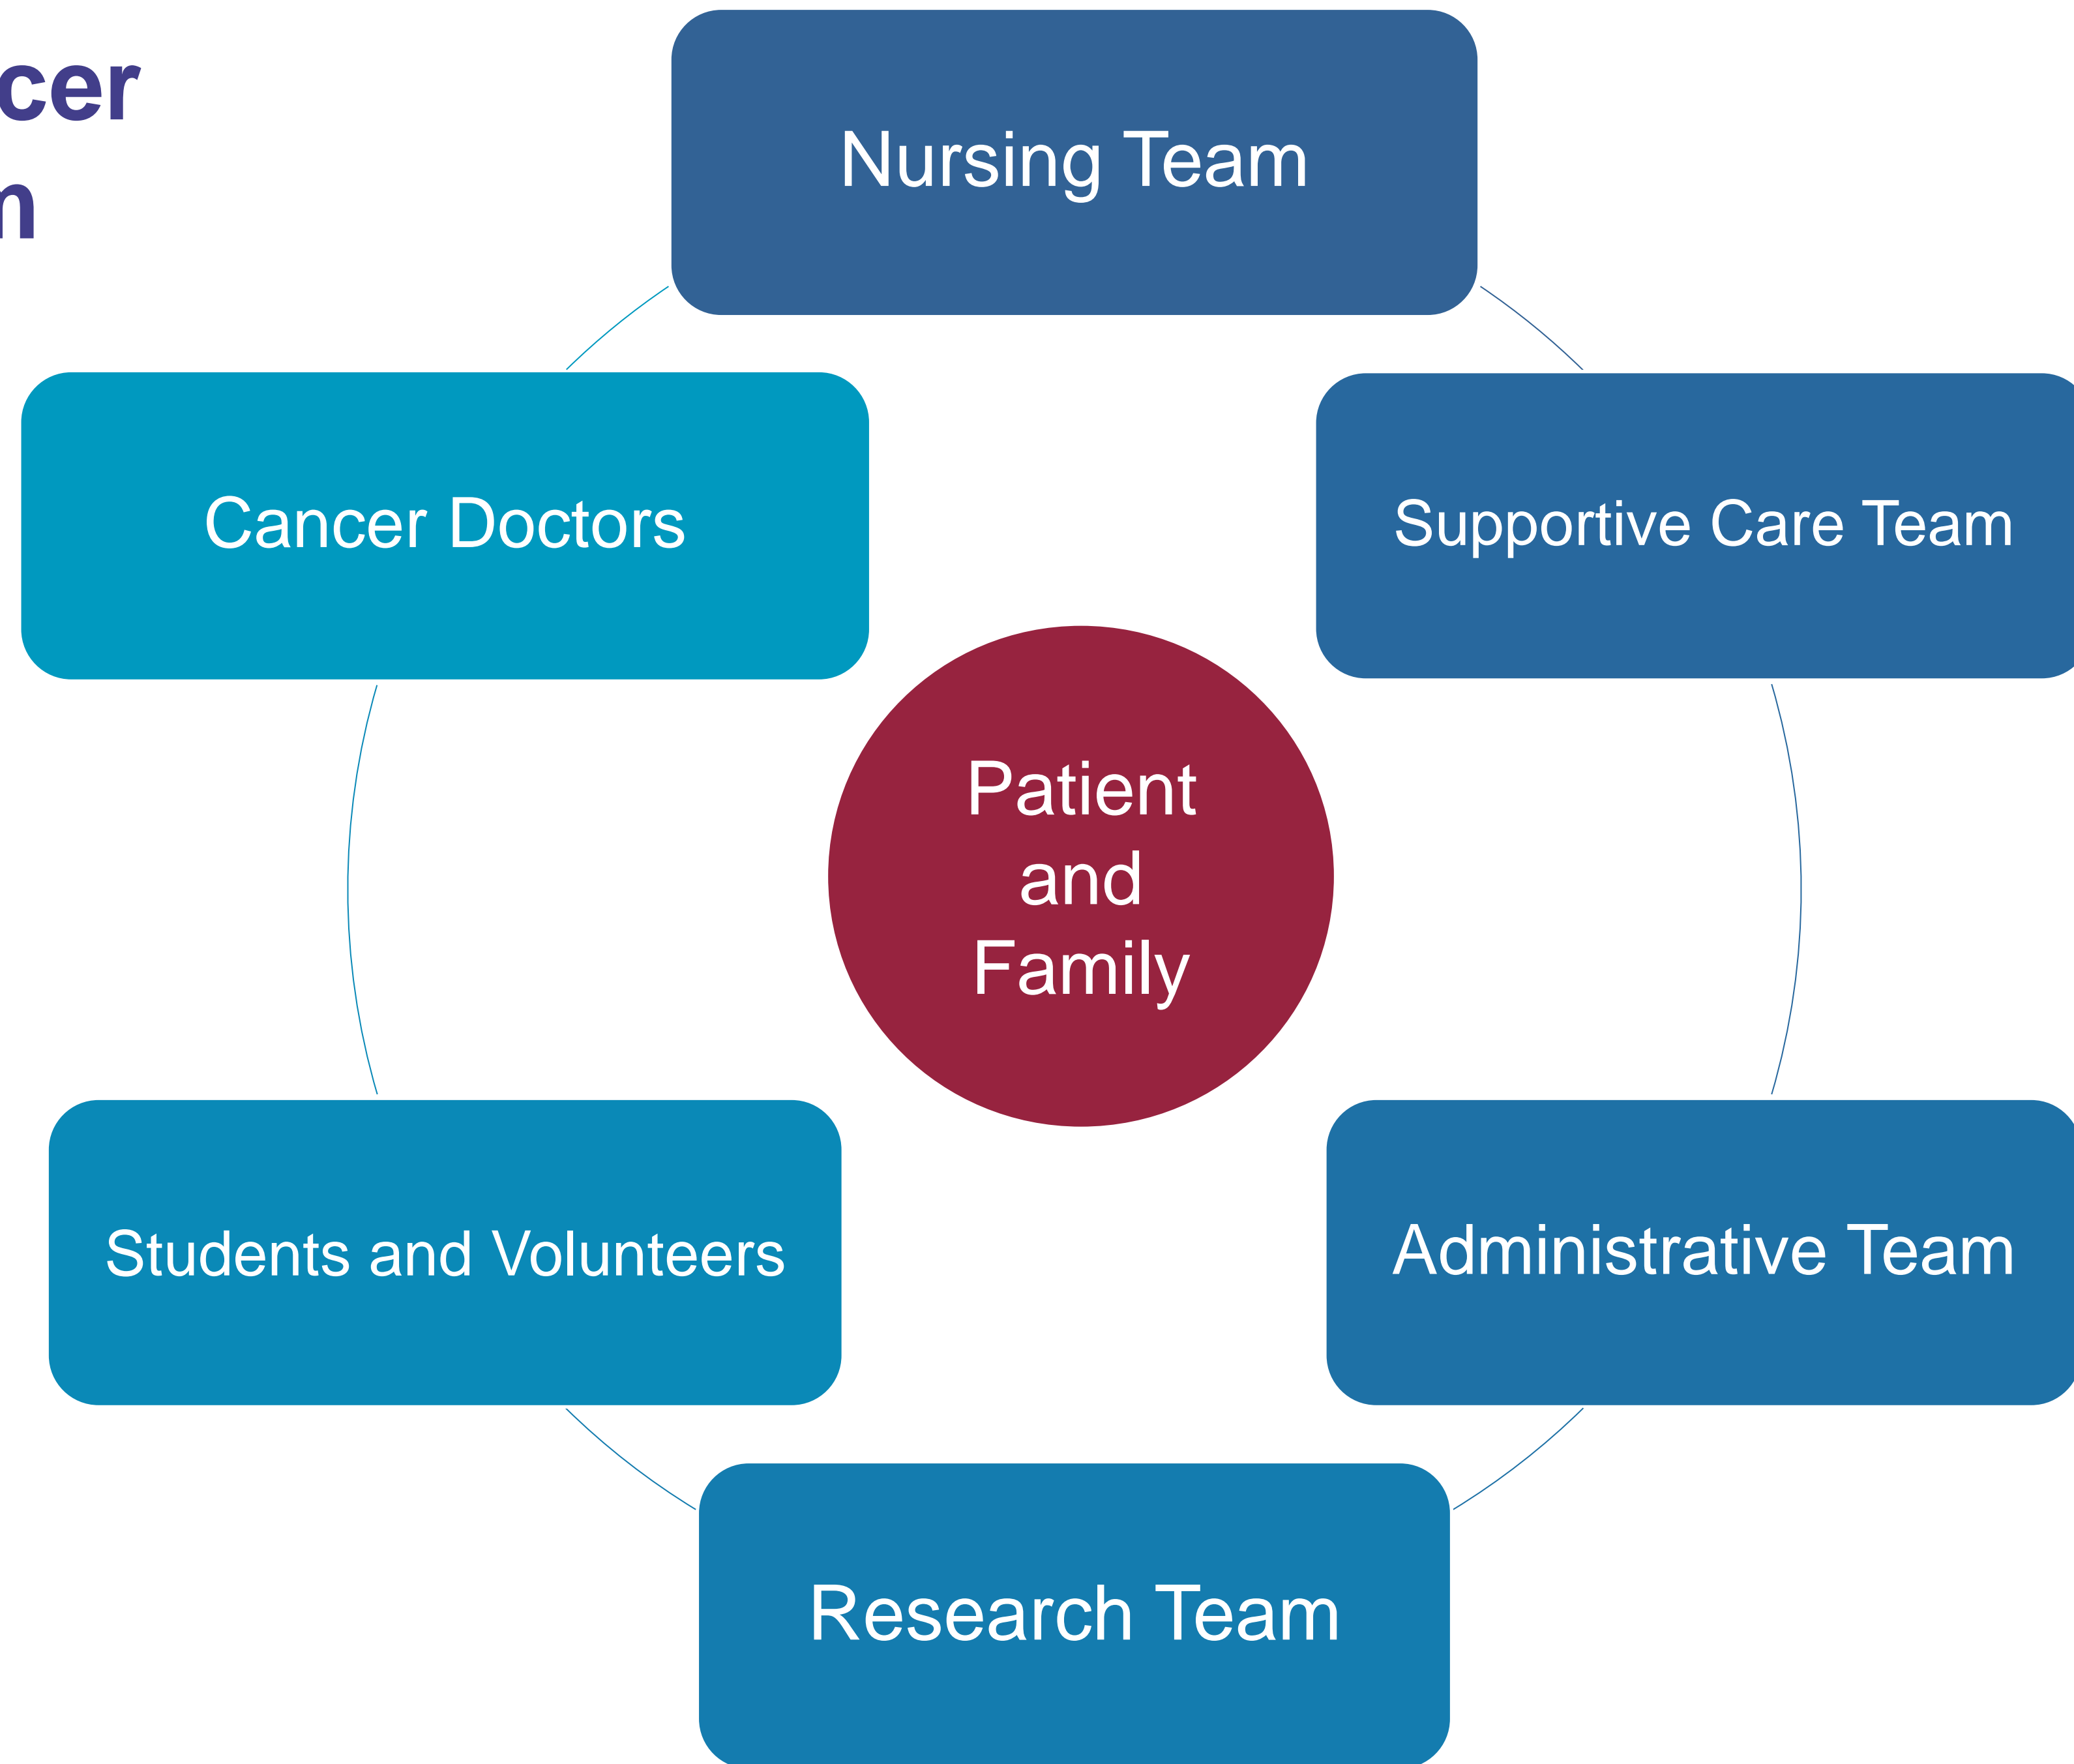 cer
Nursing Team
Cancer Doctors
Supportive Care Team
Patient
and
Family
Students and Volunteers
Administrative Team
Research Team